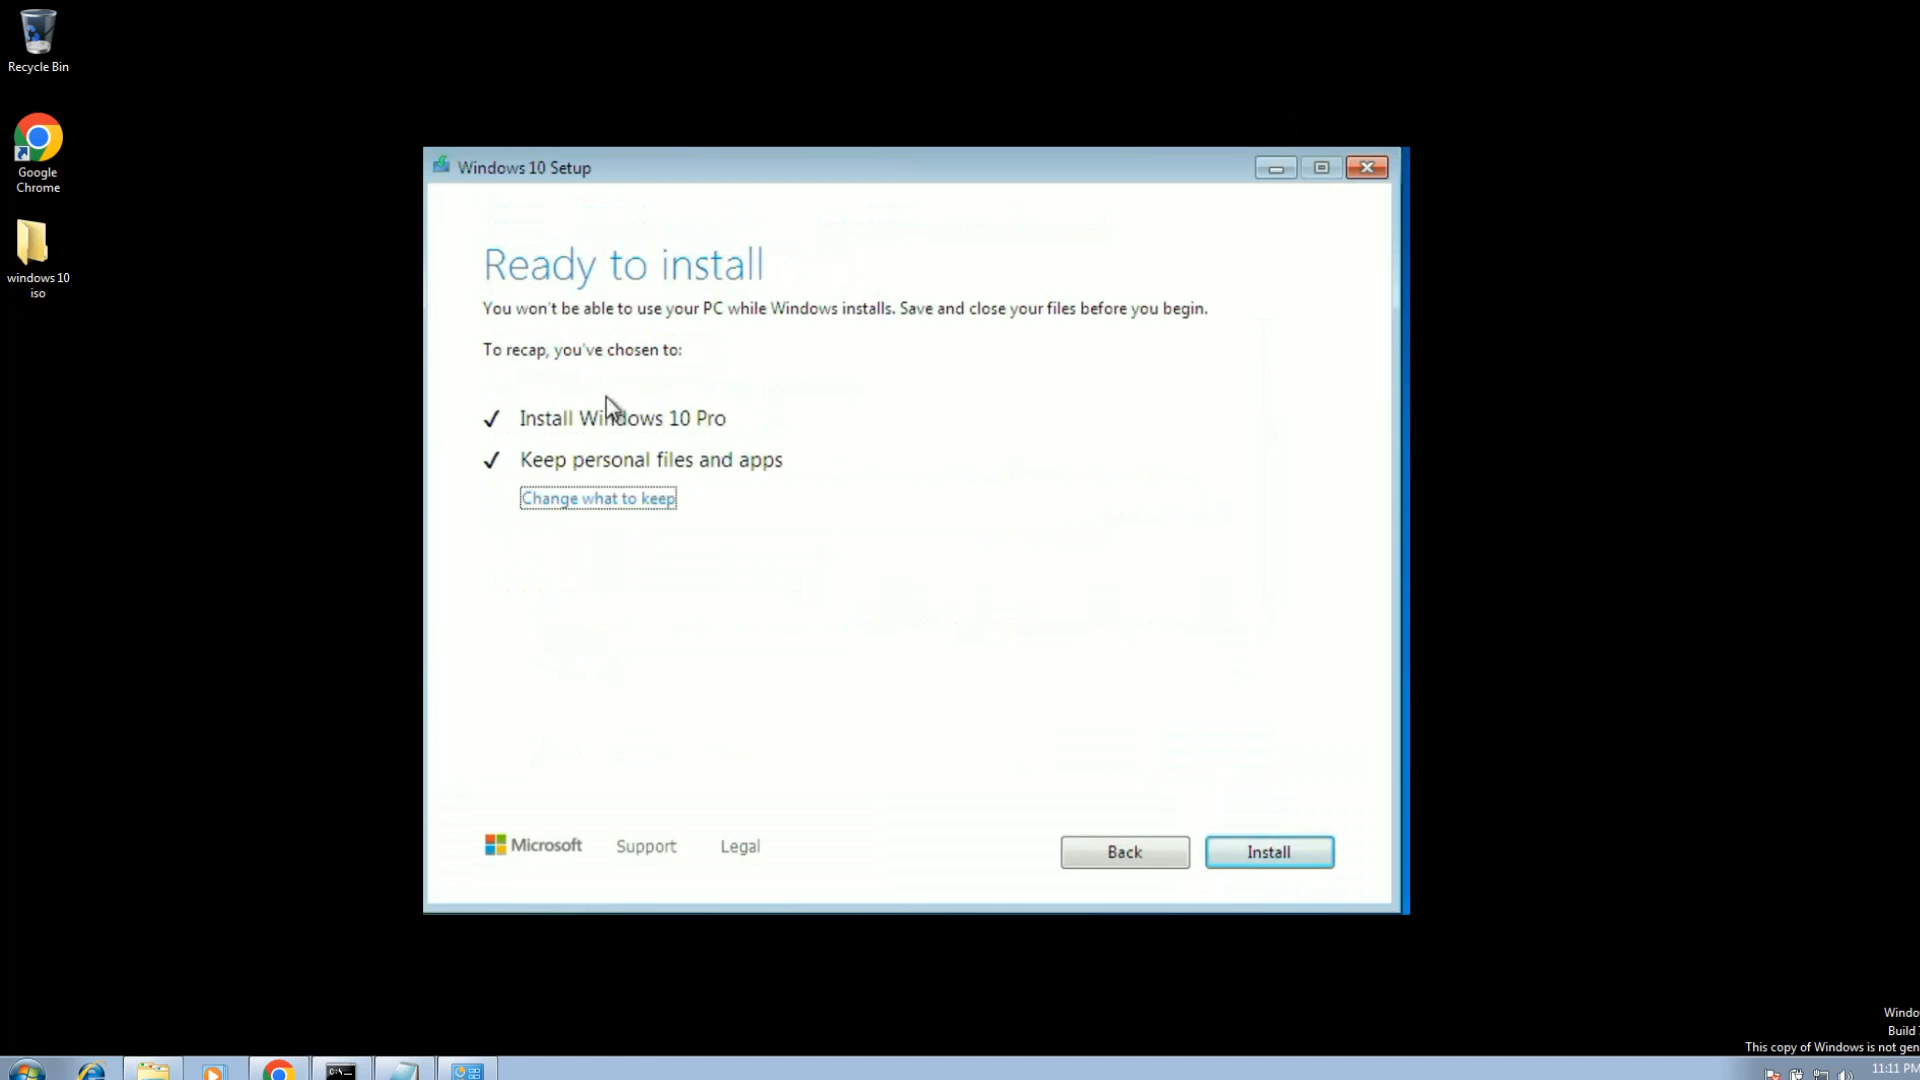 Recycle Bin
Google
Chrome
windows 10
iso
Windows 10 Setup
Ready to install
You won't be able to use your PC while Windows installs. Save and close your files before you begin.
To recap, you've chosen to:
Install Windows 10 Pro
Keep personal files and apps
Change what to keep
Microsoft
Support
Legal
Back
Install
Windo
Build
This copy of Windows is not gen
11:11 PM